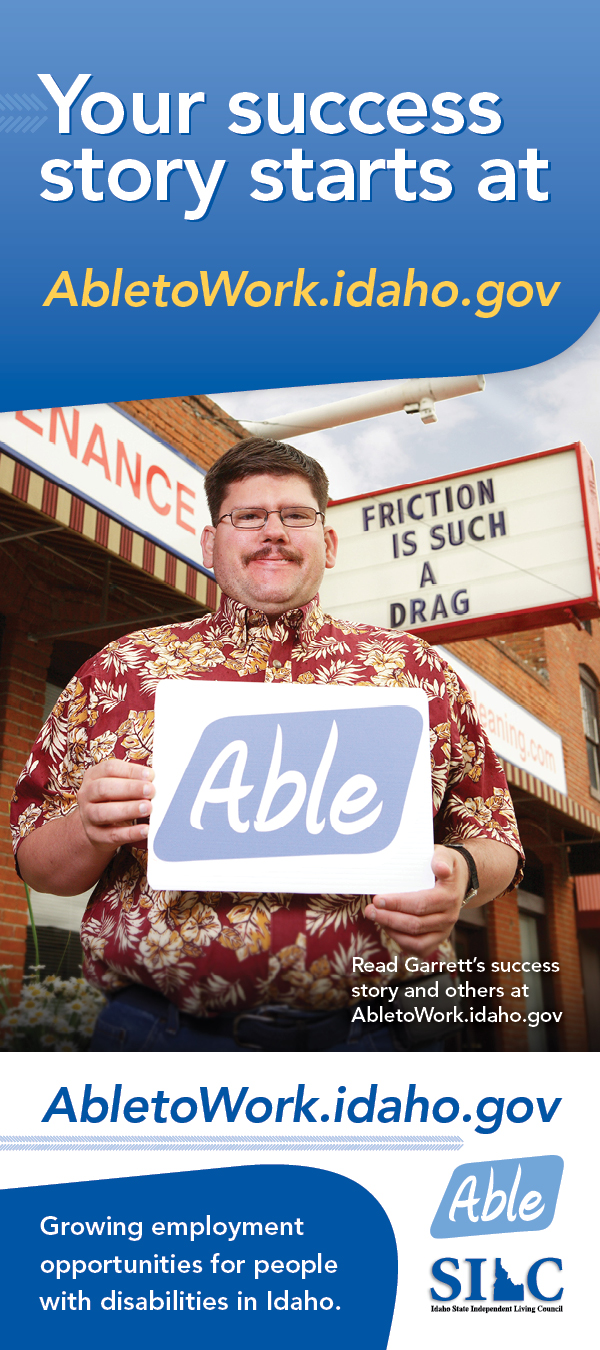 Your success
story starts at
AbletoWork.idaho.gov
ENANCE
FRICTION
IS SUCH
A
DRAG
leaning.com
Able
Read Garrett's success
story and others at
AbletoWork.idaho.gov
AbletoWork.idaho.gov
Able
Growing employment
opportunities for people
with disabilities in Idaho.
SILC
Idaho State Independent Living Council